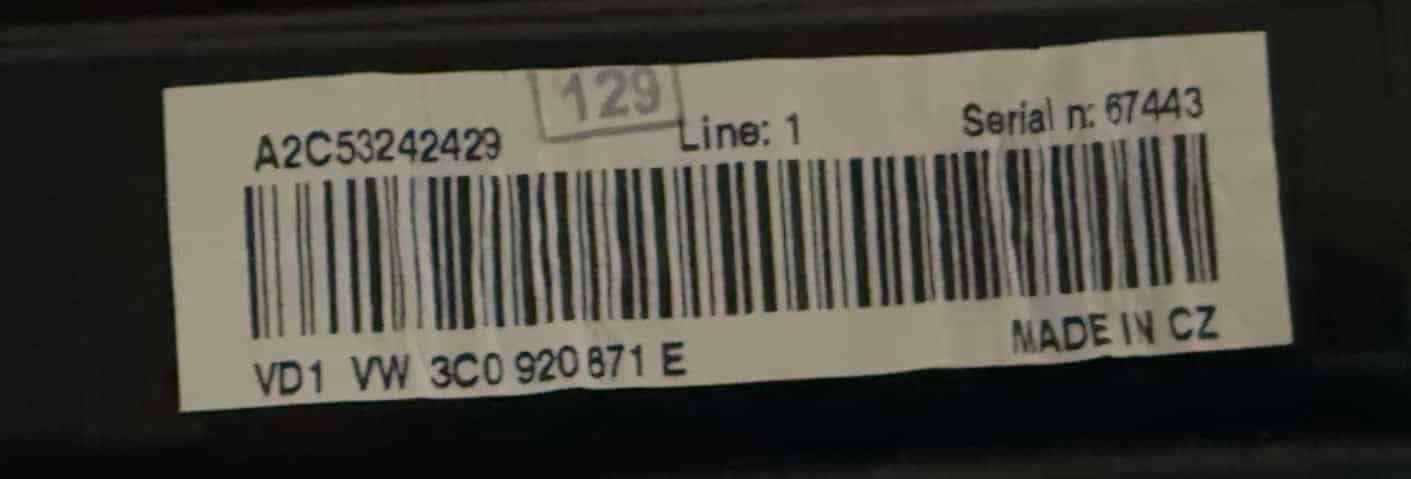 129
A2C53242429 Line: 1 Serial n: 67443
VD1 VW 3C0 920 871 E MADE IN CZ